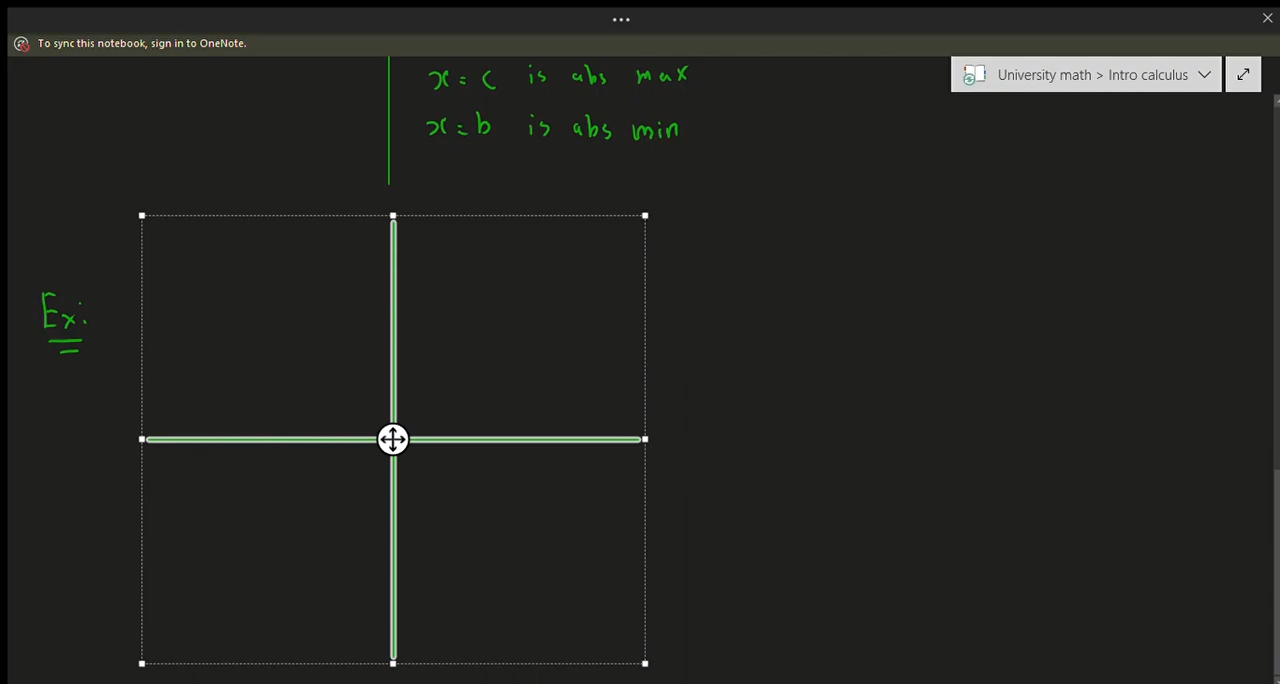 To sync this notebook, sign in to OneNote.
University math > Intro calculus
x = c is abs max
x = b is abs min
Ex: